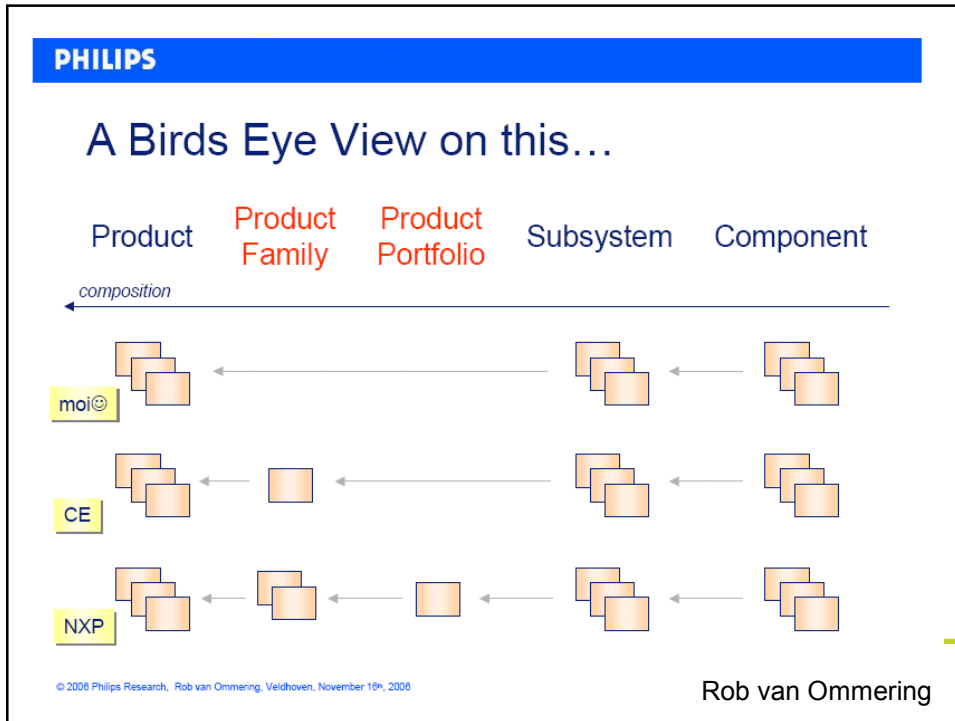 PHILIPS
A Birds Eye View on this…
Product
Product
Family
Product
Portfolio
Subsystem
Component
composition
moi☺
CE
NXP
© 2006 Philips Research, Rob van Ommering, Veldhoven, November 16th, 2006
Rob van Ommering